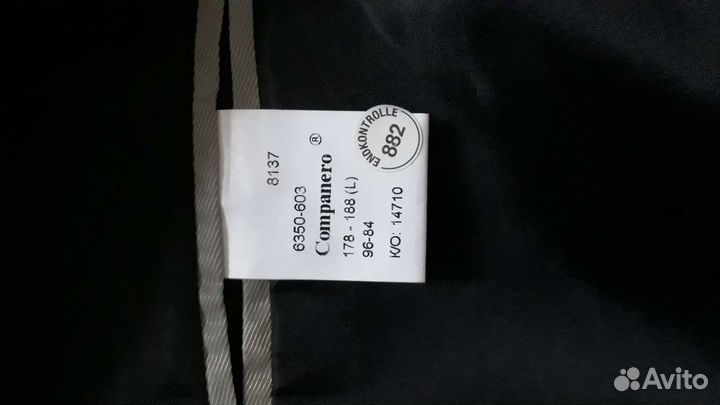 8137
6350-603
Companero ®
178 - 188 (L)
96-84
K/O: 14710
ENDKONTROLLE
882
Avito